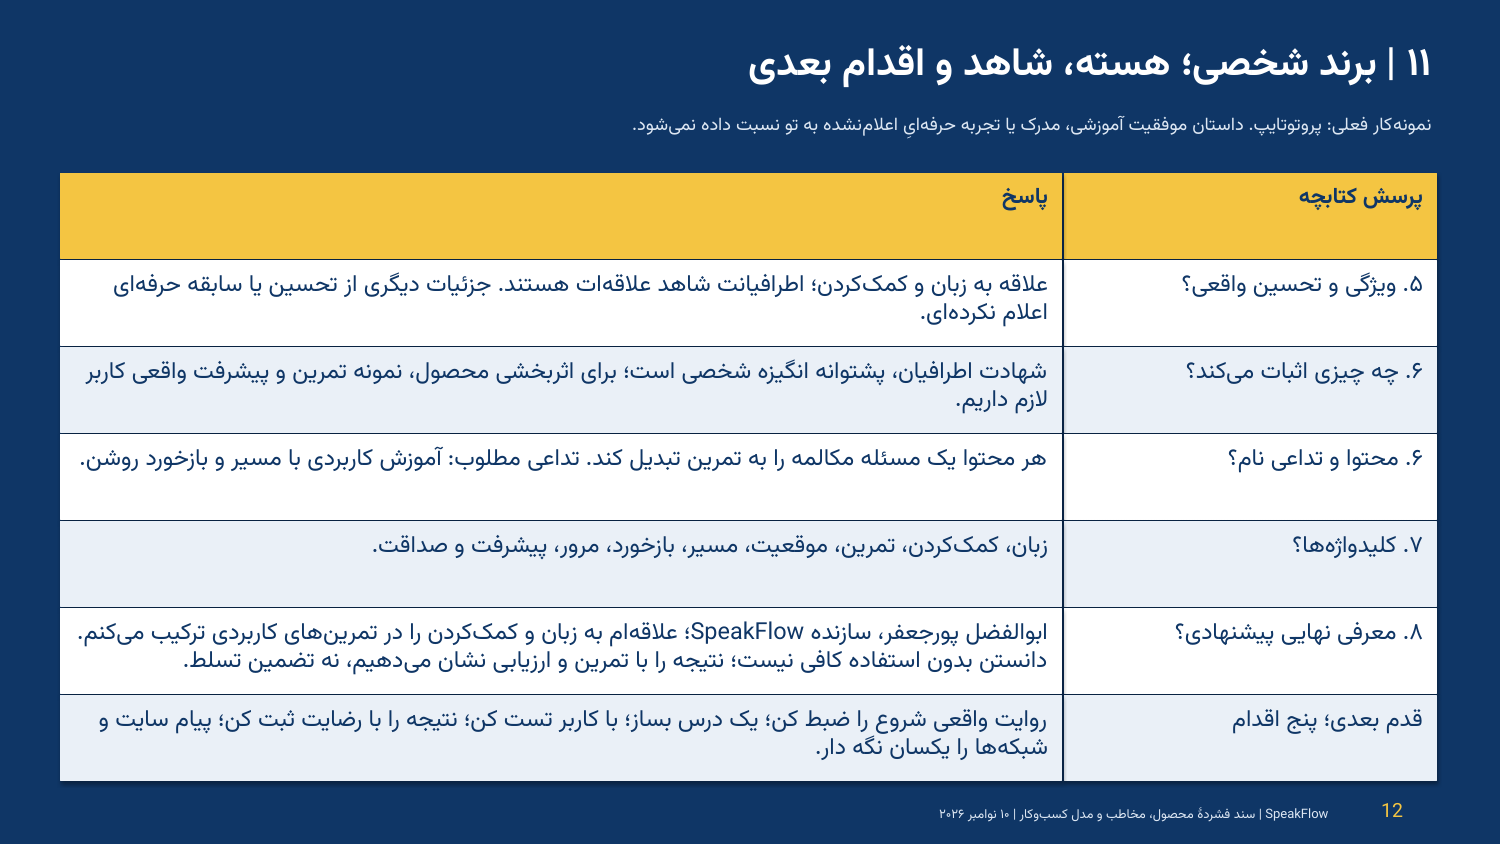 ۱۱ | برند شخصی؛ هسته، شاهد و اقدام بعدی
نمونه‌کار فعلی: پروتوتایپ. داستان موفقیت آموزشی، مدرک یا تجربه حرفه‌ایِ اعلام‌نشده به تو نسبت داده نمی‌شود.
پرسش کتابچه
پاسخ
۵. ویژگی و تحسین واقعی؟
علاقه به زبان و کمک‌کردن؛ اطرافیانت شاهد علاقه‌ات هستند. جزئیات دیگری از تحسین یا سابقه حرفه‌ای
اعلام نکرده‌ای.
۶. چه چیزی اثبات می‌کند؟
شهادت اطرافیان، پشتوانه انگیزه شخصی است؛ برای اثربخشی محصول، نمونه تمرین و پیشرفت واقعی کاربر
لازم داریم.
۶. محتوا و تداعی نام؟
هر محتوا یک مسئله مکالمه را به تمرین تبدیل کند. تداعی مطلوب: آموزش کاربردی با مسیر و بازخورد روشن.
۷. کلیدواژه‌ها؟
زبان، کمک‌کردن، تمرین، موقعیت، مسیر، بازخورد، مرور، پیشرفت و صداقت.
۸. معرفی نهایی پیشنهادی؟
ابوالفضل پورجعفر، سازنده SpeakFlow؛ علاقه‌ام به زبان و کمک‌کردن را در تمرین‌های کاربردی ترکیب می‌کنم.
دانستن بدون استفاده کافی نیست؛ نتیجه را با تمرین و ارزیابی نشان می‌دهیم، نه تضمین تسلط.
قدم بعدی؛ پنج اقدام
روایت واقعی شروع را ضبط کن؛ یک درس بساز؛ با کاربر تست کن؛ نتیجه را با رضایت ثبت کن؛ پیام سایت و
شبکه‌ها را یکسان نگه دار.
SpeakFlow | سند فشردهٔ محصول، مخاطب و مدل کسب‌وکار | ۱۰ نوامبر ۲۰۲۶
12